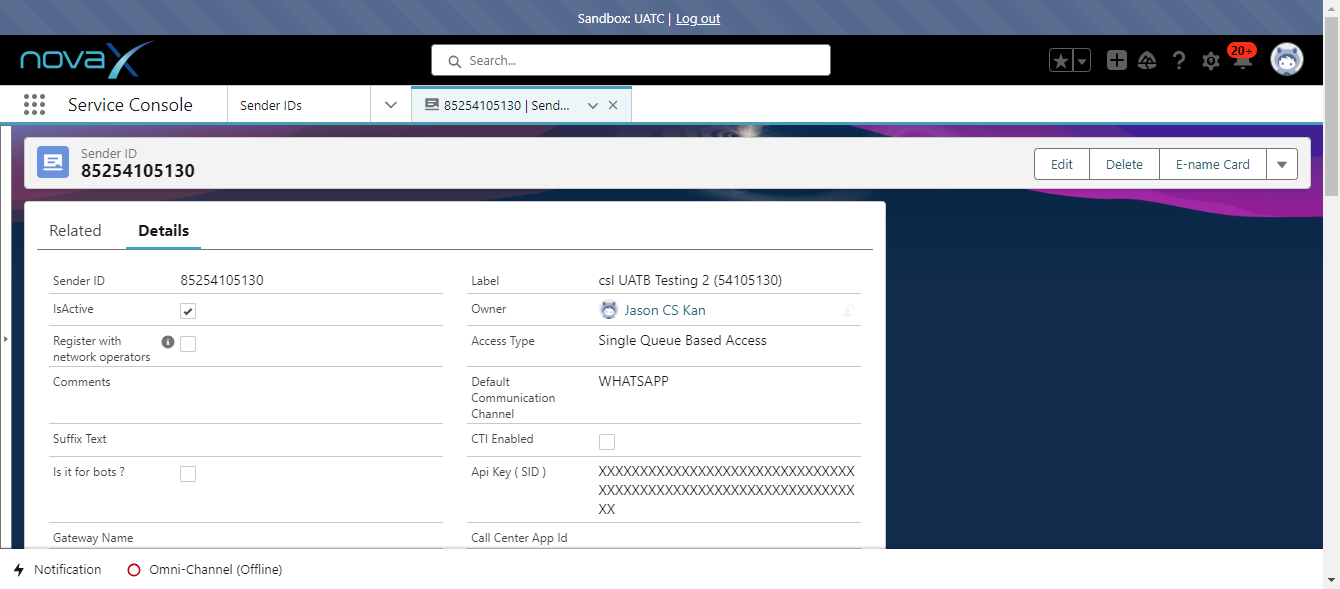 Sandbox: UATC | Log out
novaX
Search...
20+
Service Console
Sender IDs
85254105130 | Send...
Sender ID
85254105130
Edit
Delete
E-name Card
Related
Details
Sender ID
85254105130
Label
csl UATB Testing 2 (54105130)
IsActive
Owner
Jason CS Kan
Register with
network operators
Access Type
Single Queue Based Access
Comments
Default
Communication
Channel
WHATSAPP
Suffix Text
CTI Enabled
Is it for bots ?
Api Key ( SID )
XXXXXXXXXXXXXXXXXXXXXXXXXXXXXXX
XXXXXXXXXXXXXXXXXXXXXXXXXXXXXXX
XX
Gateway Name
Call Center App Id
Notification
Omni-Channel (Offline)